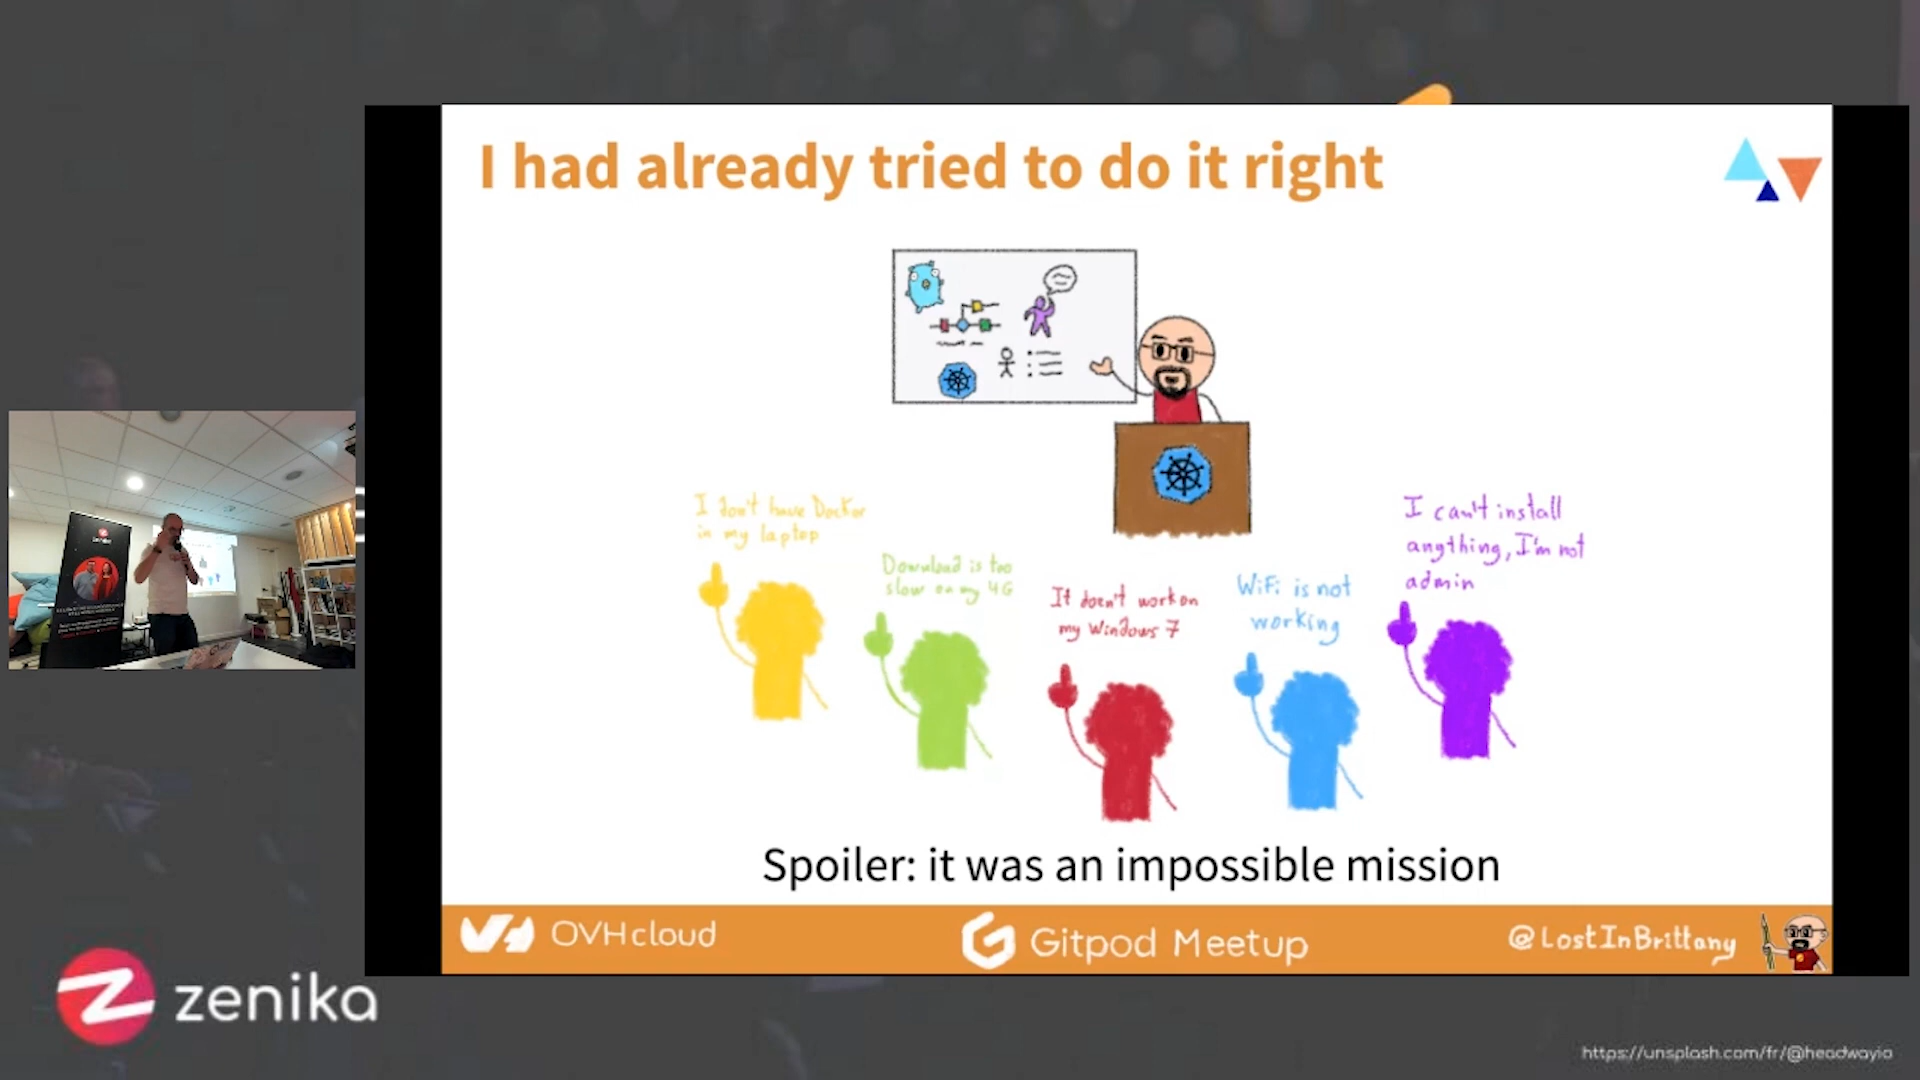 I had already tried to do it right
I don't have Docker
in my laptop
Download is too
slow on my 4G
It doen't work on
my Windows 7
WiFi is not
working
I can't install
anything, I'm not
admin
Spoiler: it was an impossible mission
OVHcloud
Gitpod Meetup
@LostInBrittany
zenika
zenika
https://unsplash.com/fr/@headwayio